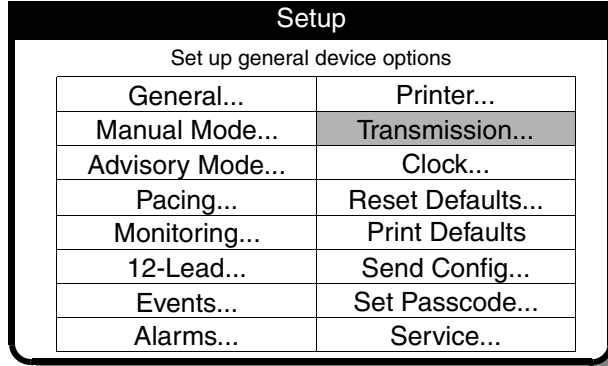 Setup
Set up general device options
General... Printer...
Manual Mode... Transmission...
Advisory Mode... Clock...
Pacing... Reset Defaults...
Monitoring... Print Defaults
12-Lead... Send Config...
Events... Set Passcode...
Alarms... Service...